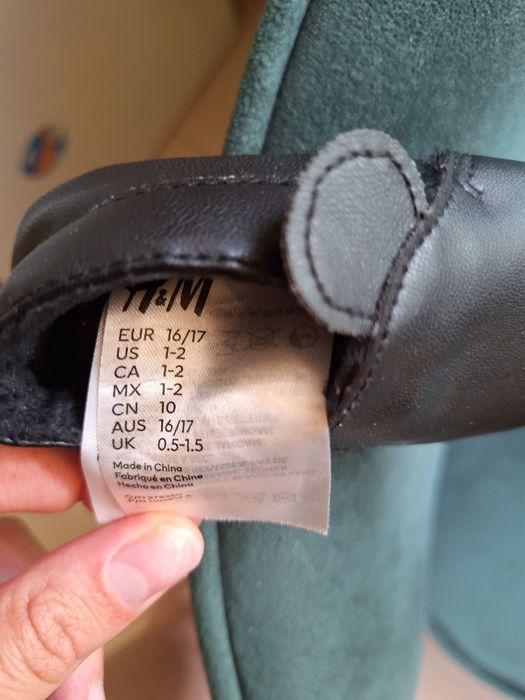 H&M
EUR 16/17
US 1-2
CA 1-2
MX 1-2
CN 10
AUS 16/17
UK 0.5-1.5
Made in China
Fabriqué en Chine
Hecho en China